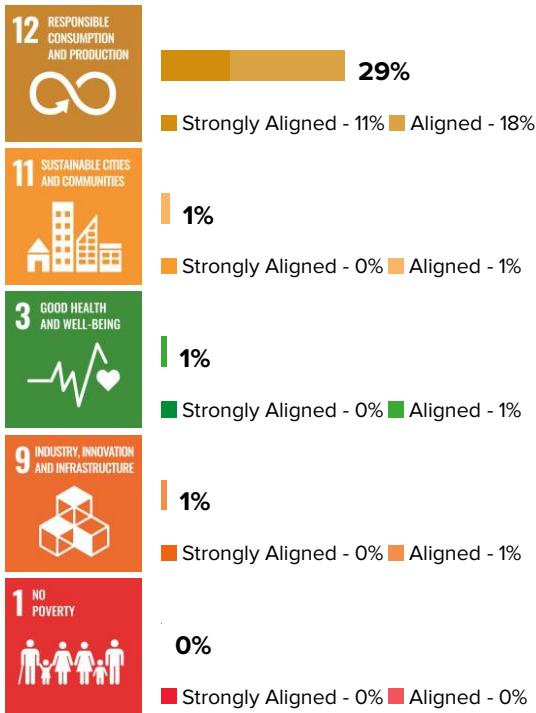 12 RESPONSIBLE
CONSUMPTION
AND PRODUCTION
29%
Strongly Aligned - 11% Aligned - 18%
11 SUSTAINABLE CITIES
AND COMMUNITIES
1%
Strongly Aligned - 0% Aligned - 1%
3 GOOD HEALTH
AND WELL-BEING
1%
Strongly Aligned - 0% Aligned - 1%
9 INDUSTRY, INNOVATION
AND INFRASTRUCTURE
1%
Strongly Aligned - 0% Aligned - 1%
1 NO
POVERTY
0%
Strongly Aligned - 0% Aligned - 0%